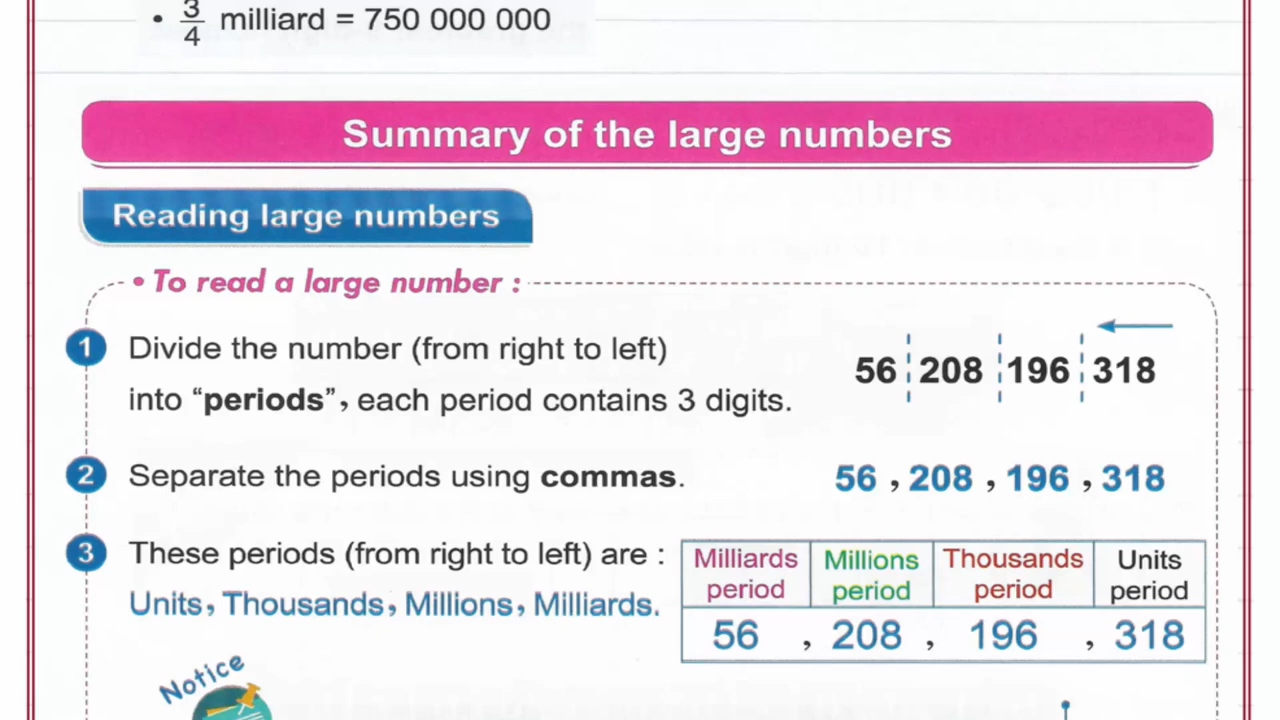 • 3/4 milliard = 750 000 000
Summary of the large numbers
Reading large numbers
• To read a large number :
1 Divide the number (from right to left)
into “periods”, each period contains 3 digits.
56 208 196 318
2 Separate the periods using commas.
56 , 208 , 196 , 318
3 These periods (from right to left) are :
Units, Thousands, Millions, Milliards.
Milliards period Millions period Thousands period Units period
56 , 208 , 196 , 318
Notice